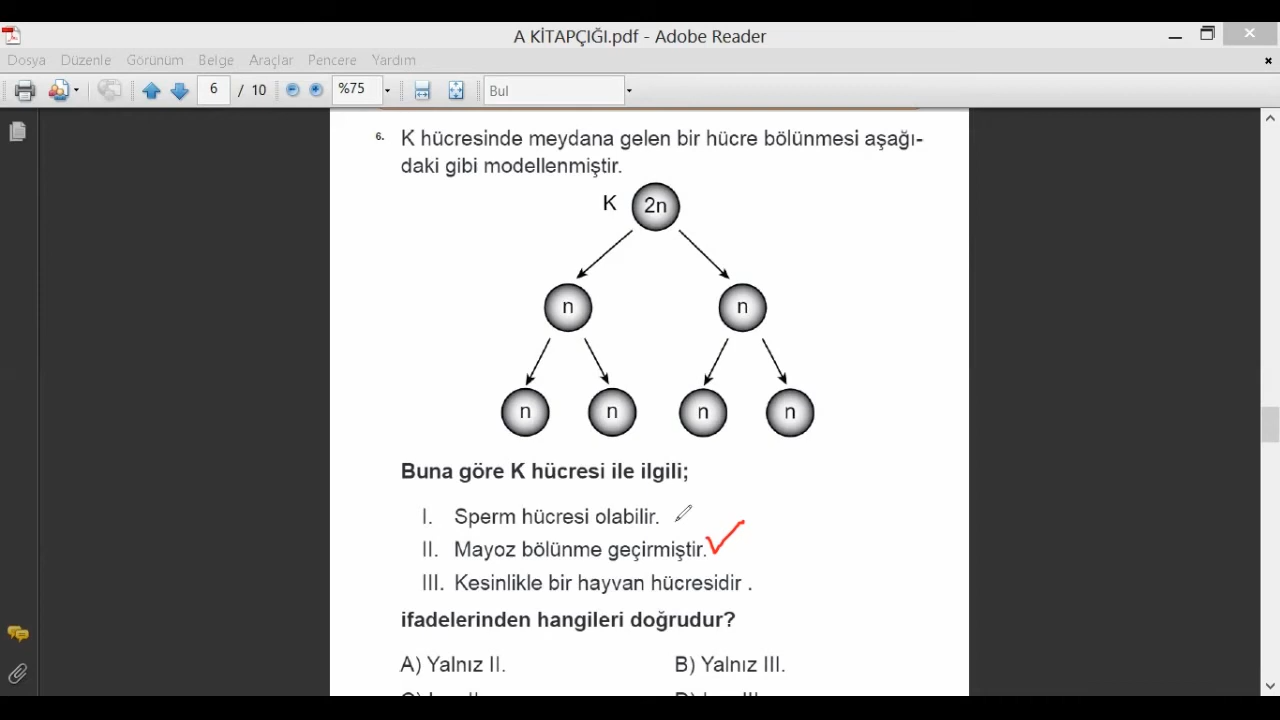 A KİTAPÇIĞI.pdf - Adobe Reader
Dosya Düzenle Görünüm Belge Araçlar Pencere Yardım
6 / 10 %75 Bul
6. K hücresinde meydana gelen bir hücre bölünmesi aşağı-
daki gibi modellenmiştir.
K 2n
n n
n n n n
Buna göre K hücresi ile ilgili;
I. Sperm hücresi olabilir.
II. Mayoz bölünme geçirmiştir.
III. Kesinlikle bir hayvan hücresidir .
ifadelerinden hangileri doğrudur?
A) Yalnız II. B) Yalnız III.